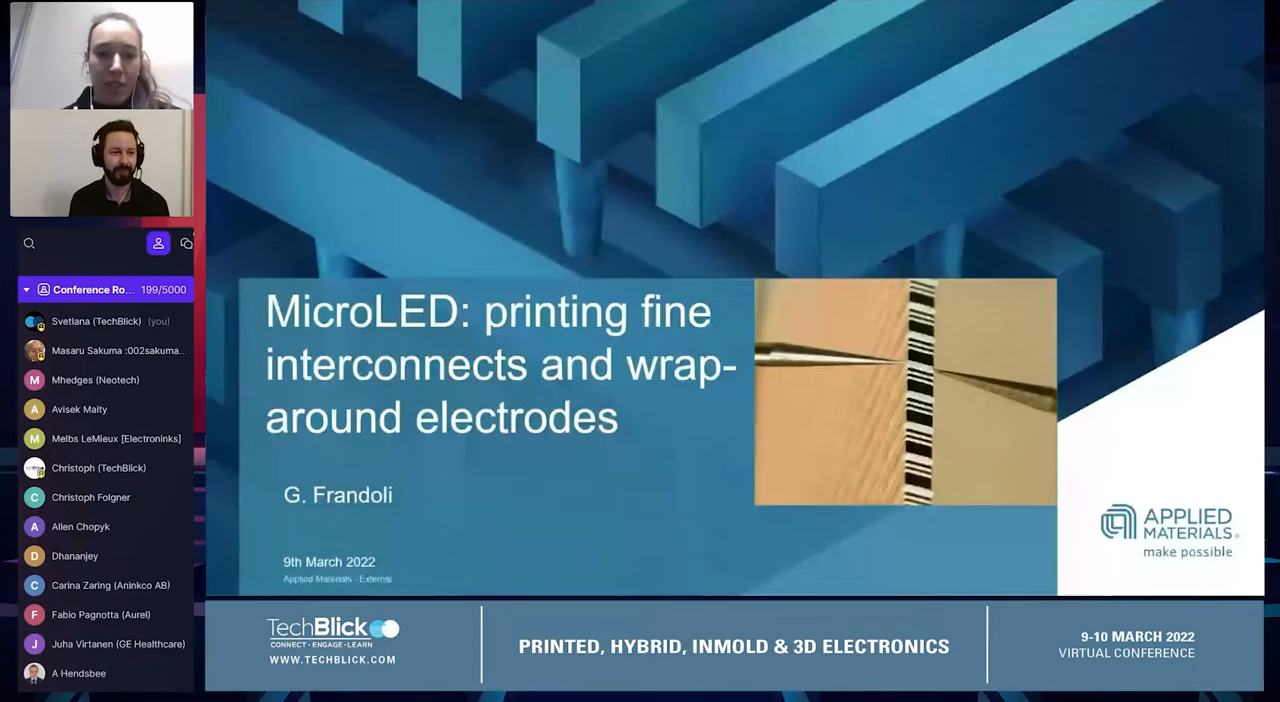 Conference Ro... 199/5000
Svetlana (TechBlick) (you)
Masaru Sakuma :002sakuma...
M Mhedges (Neotech)
A Avisek Maity
M Melbs LeMieux [Electroninks]
Christoph (TechBlick)
C Christoph Folgner
A Allen Chopyk
D Dhananjey
C Carina Zaring (Aninkco AB)
F Fabio Pagnotta (Aurel)
J Juha Virtanen (GE Healthcare)
A Hendsbee
MicroLED: printing fine
interconnects and wrap-
around electrodes
G. Frandoli
9th March 2022
Applied Materials - External
APPLIED
MATERIALS®
make possible
TechBlick
CONNECT · ENGAGE · LEARN
WWW.TECHBLICK.COM
PRINTED, HYBRID, INMOLD & 3D ELECTRONICS
9-10 MARCH 2022
VIRTUAL CONFERENCE